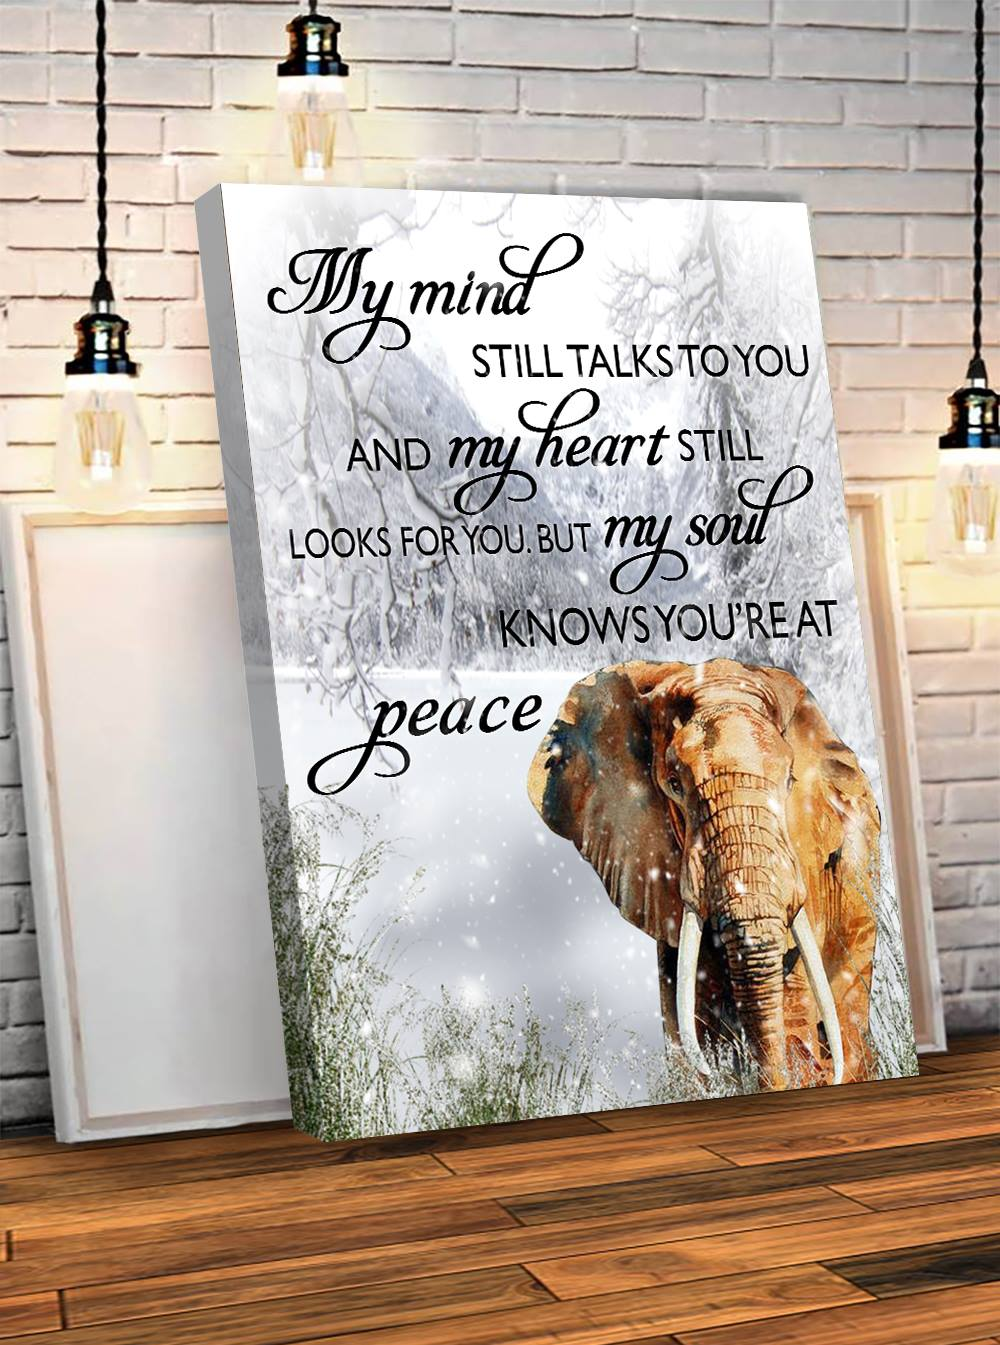 My mind
STILL TALKS TO YOU
AND my heart STILL
LOOKS FOR YOU. BUT my soul
KNOWS YOU'RE AT
peace